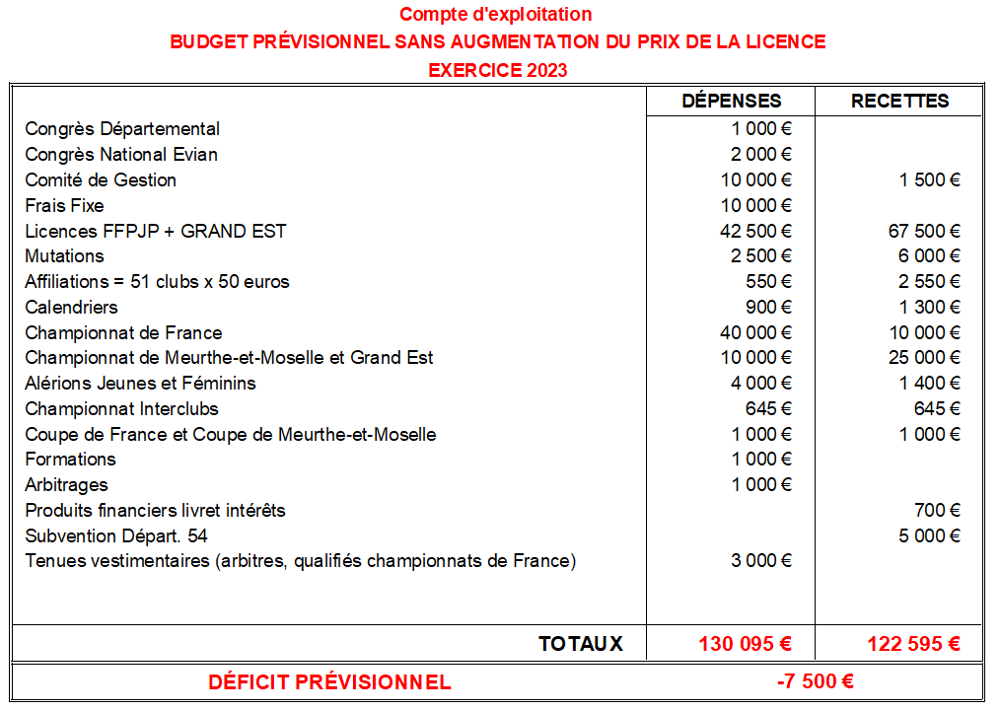 Compte d'exploitation
BUDGET PRÉVISIONNEL SANS AUGMENTATION DU PRIX DE LA LICENCE
EXERCICE 2023
DÉPENSES RECETTES
Congrès Départemental 1 000 €
Congrès National Evian 2 000 €
Comité de Gestion 10 000 € 1 500 €
Frais Fixe 10 000 €
Licences FFPJP + GRAND EST 42 500 € 67 500 €
Mutations 2 500 € 6 000 €
Affiliations = 51 clubs x 50 euros 550 € 2 550 €
Calendriers 900 € 1 300 €
Championnat de France 40 000 € 10 000 €
Championnat de Meurthe-et-Moselle et Grand Est 10 000 € 25 000 €
Alérions Jeunes et Féminins 4 000 € 1 400 €
Championnat Interclubs 645 € 645 €
Coupe de France et Coupe de Meurthe-et-Moselle 1 000 € 1 000 €
Formations 1 000 €
Arbitrages 1 000 €
Produits financiers livret intérêts 700 €
Subvention Départ. 54 5 000 €
Tenues vestimentaires (arbitres, qualifiés championnats de France) 3 000 €
TOTAUX 130 095 € 122 595 €
DÉFICIT PRÉVISIONNEL -7 500 €